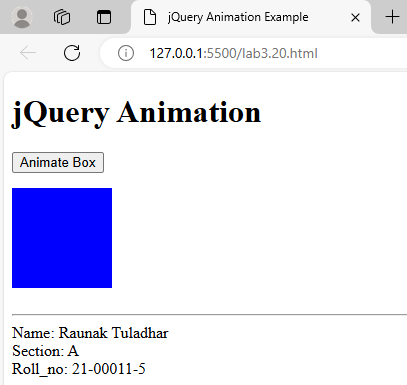 jQuery Animation Example
127.0.0.1:5500/lab3.20.html
jQuery Animation
Animate Box
Name: Raunak Tuladhar
Section: A
Roll_no: 21-00011-5